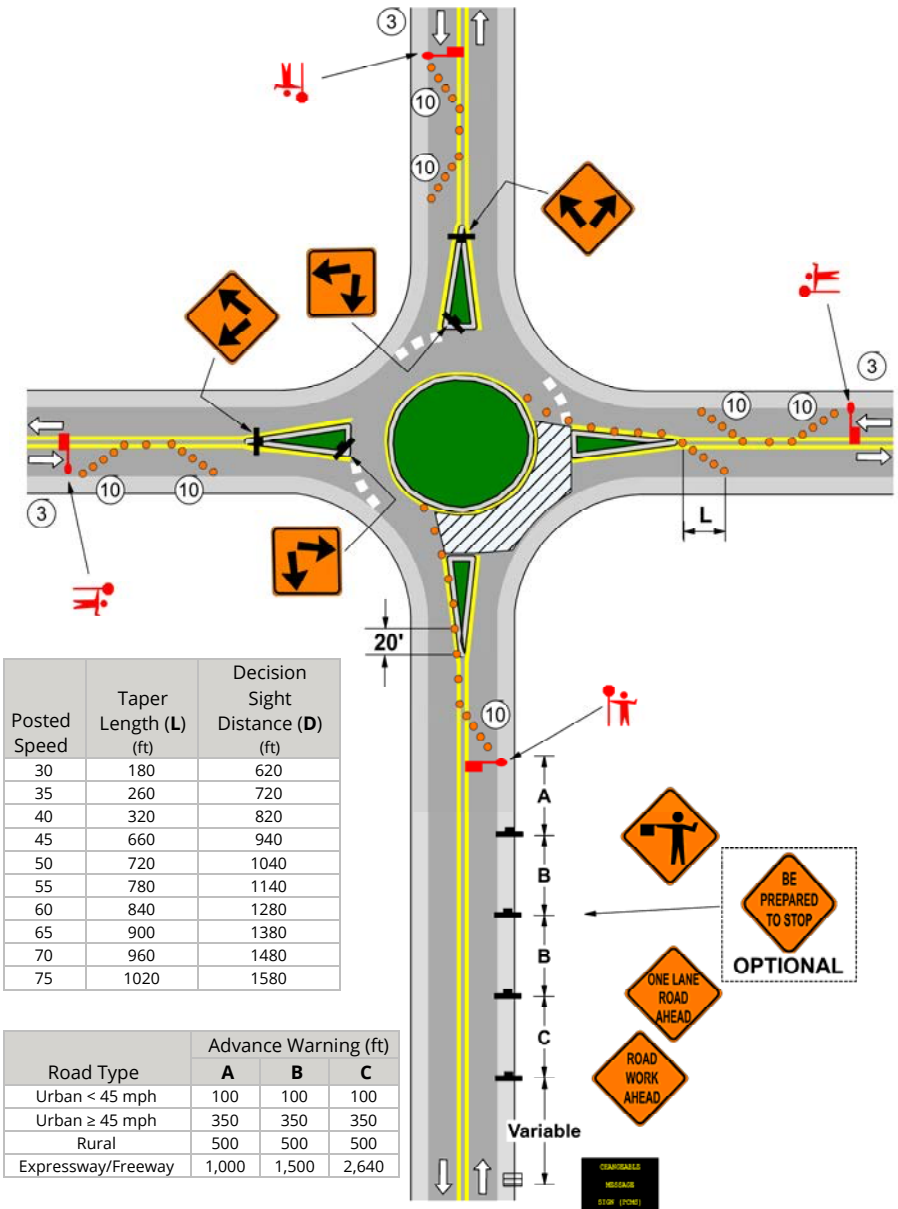 3
10
10
3
10
10
10
10
3
L
20'
10
A
B
B
C
Variable
BE
PREPARED
TO STOP
OPTIONAL
ONE LANE
ROAD
AHEAD
ROAD
WORK
AHEAD
CHANGEABLE
MESSAGE
SIGN (PCMS)
Posted Speed Taper Length (L) (ft) Decision Sight Distance (D) (ft)
30 180 620
35 260 720
40 320 820
45 660 940
50 720 1040
55 780 1140
60 840 1280
65 900 1380
70 960 1480
75 1020 1580
Advance Warning (ft)
Road Type A B C
Urban < 45 mph 100 100 100
Urban ≥ 45 mph 350 350 350
Rural 500 500 500
Expressway/Freeway 1,000 1,500 2,640